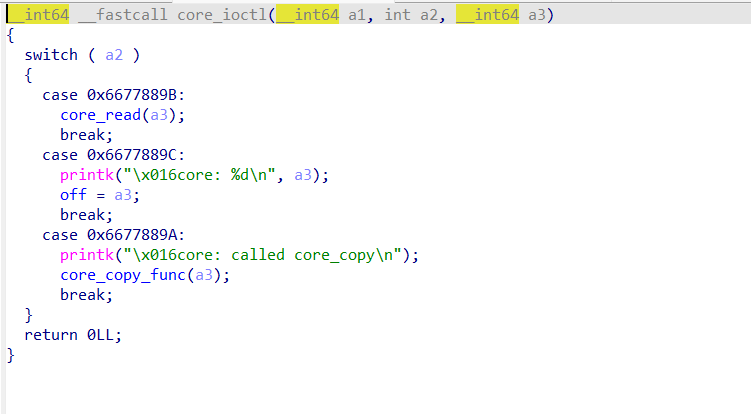 __int64 __fastcall core_ioctl(__int64 a1, int a2, __int64 a3)
{
  switch ( a2 )
  {
    case 0x6677889B:
      core_read(a3);
      break;
    case 0x6677889C:
      printk("\x016core: %d\n", a3);
      off = a3;
      break;
    case 0x6677889A:
      printk("\x016core: called core_copy\n");
      core_copy_func(a3);
      break;
  }
  return 0LL;
}